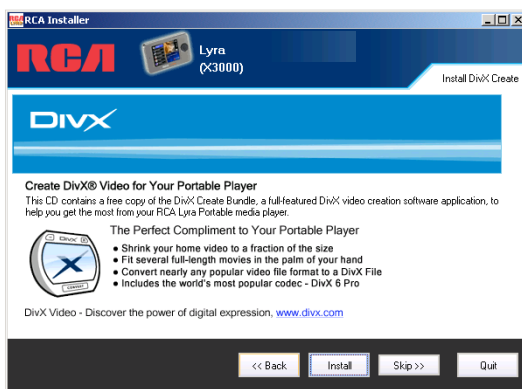 RCA Installer
RCA
Lyra
(X3000)
Install DivX Create
DIVX
Create DivX® Video for Your Portable Player
This CD contains a free copy of the DivX Create Bundle, a full-featured DivX video creation software application, to
help you get the most from your RCA Lyra Portable media player.
The Perfect Compliment to Your Portable Player
• Shrink your home video to a fraction of the size
• Fit several full-length movies in the palm of your hand
• Convert nearly any popular video file format to a DivX File
• Includes the world's most popular codec - DivX 6 Pro
DivX
CONVERT
DivX Video - Discover the power of digital expression, www.divx.com
<< Back
Install
Skip >>
Quit